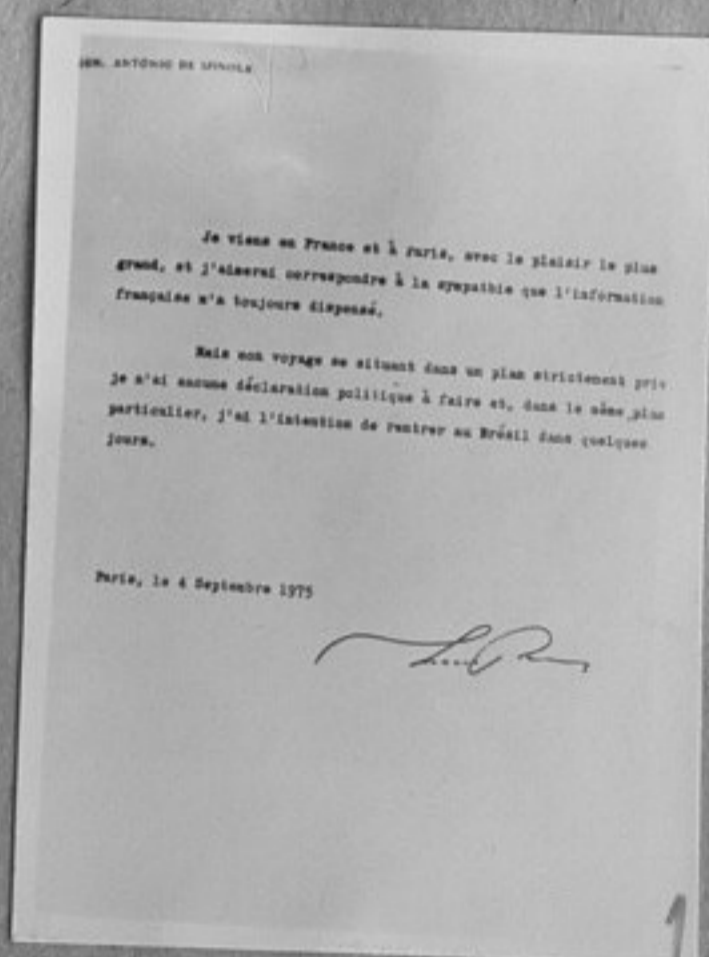 GEN. ANTÓNIO DE SPÍNOLA
Je viens en France et à Paris, avec le plaisir le plus
grand, et j'aimerai correspondre à la sympathie que l'information
française m'a toujours dispensé.
Mais mon voyage se situant dans un plan strictement priv
je n'ai aucune déclaration politique à faire et, dans le même plan
particulier, j'ai l'intention de rentrer au Brésil dans quelques
jours.
Paris, le 4 Septembre 1975
1